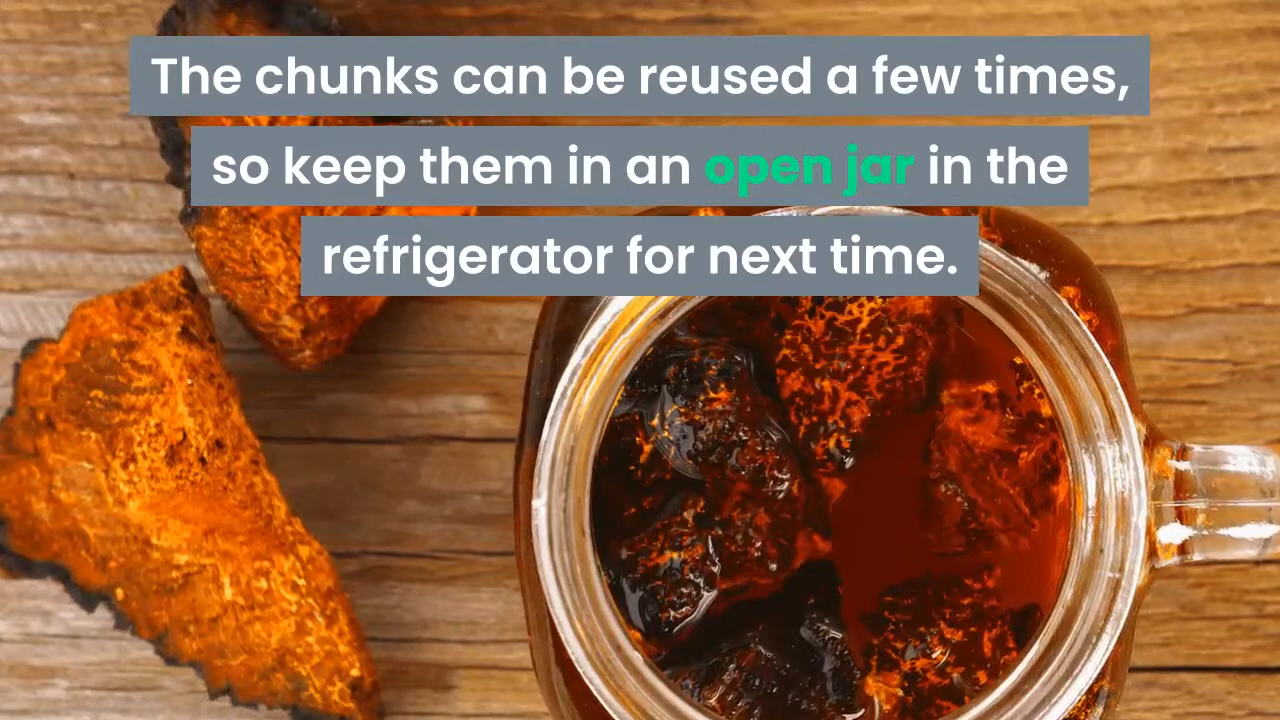 The chunks can be reused a few times,
so keep them in an open jar in the
refrigerator for next time.